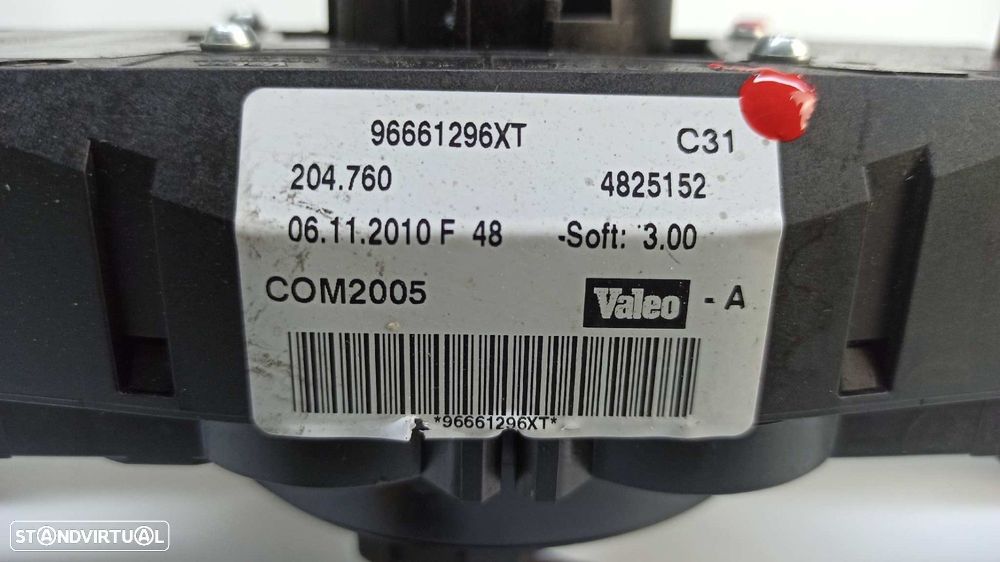 96661296XT C31
204.760 4825152
06.11.2010 F 48 -Soft: 3.00
COM2005 Valeo - A
*96661296XT*
STANDVIRTUAL